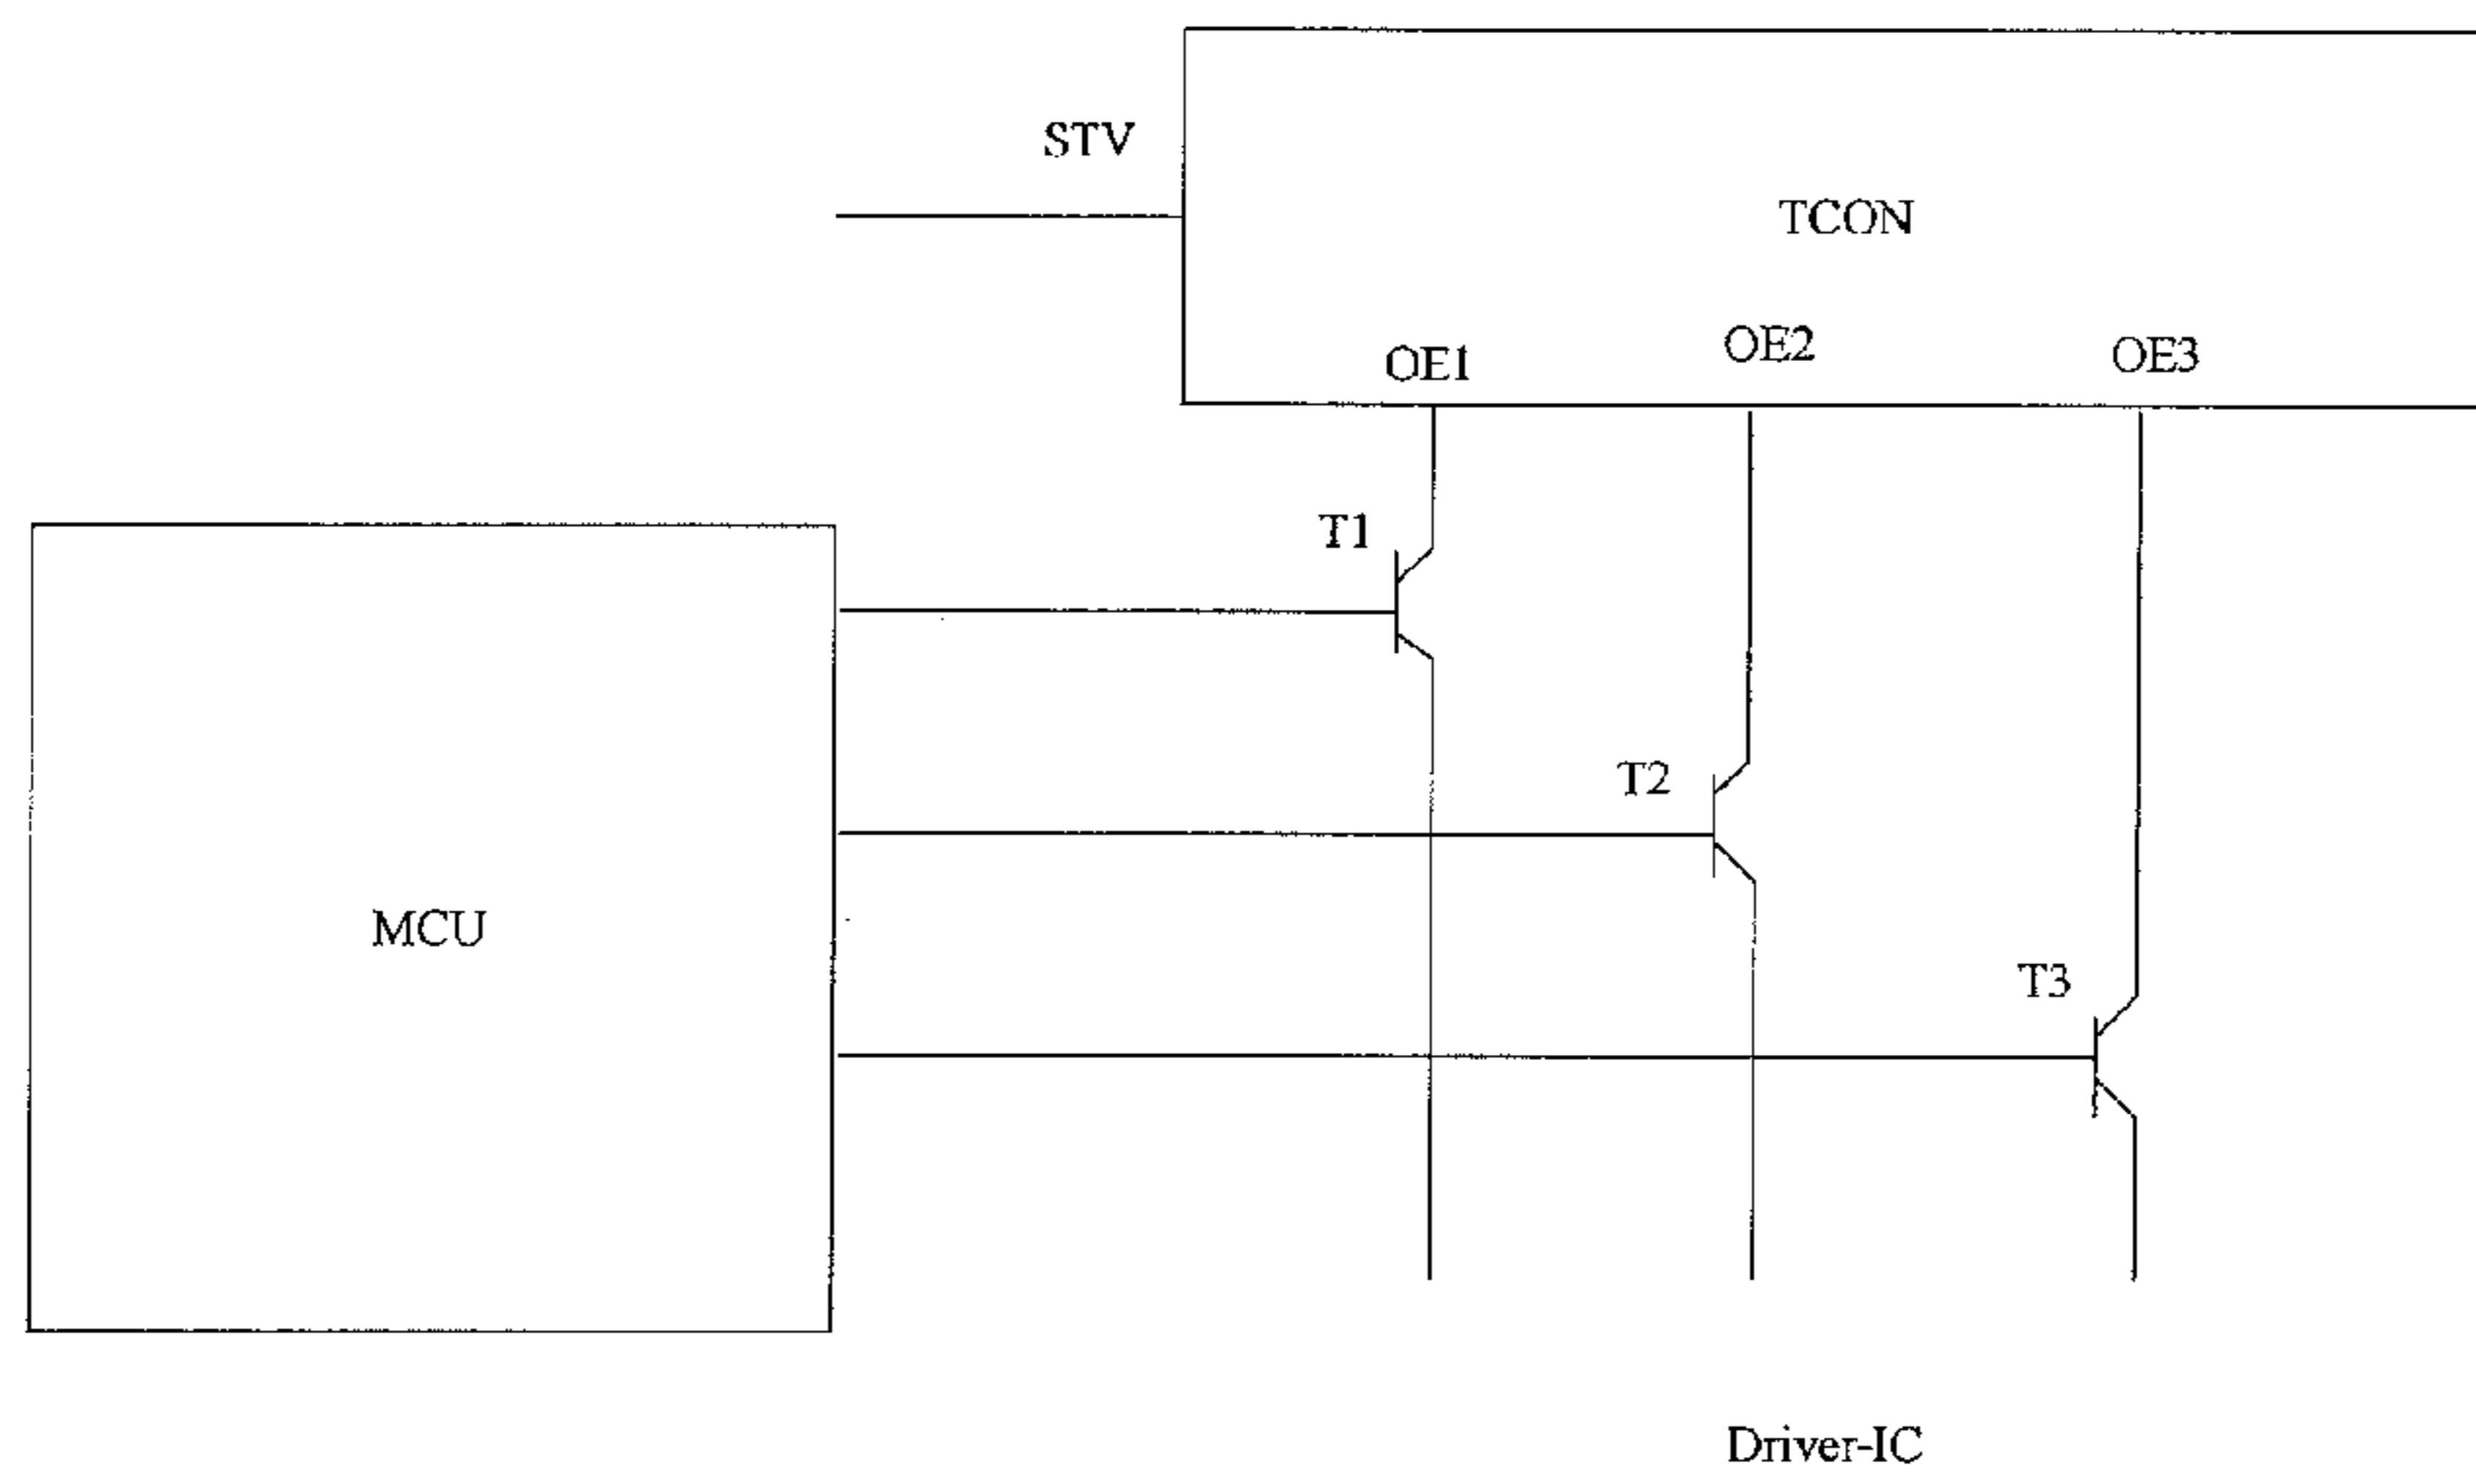 STV
TCON
OE1
OE2
OE3
T1
T2
MCU
T3
Driver-IC